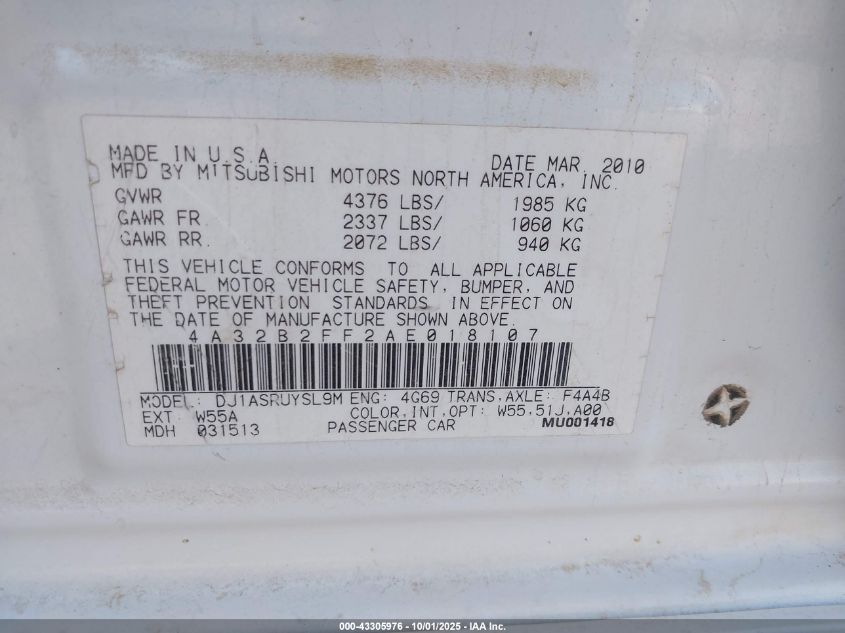 MADE IN U.S.A. DATE MAR. 2010
MFD BY MITSUBISHI MOTORS NORTH AMERICA, INC.
GVWR 4376 LBS/ 1985 KG
GAWR FR. 2337 LBS/ 1060 KG
GAWR RR. 2072 LBS/ 940 KG
THIS VEHICLE CONFORMS TO ALL APPLICABLE
FEDERAL MOTOR VEHICLE SAFETY, BUMPER, AND
THEFT PREVENTION STANDARDS IN EFFECT ON
THE DATE OF MANUFACTURE SHOWN ABOVE.
4A32B2FF2AE018107
MODEL: DJ1ASRUYSL9M ENG: 4G69 TRANS,AXLE: F4A4B
EXT: W55A COLOR,INT,OPT: W55,51J,A00
MDH 031513 PASSENGER CAR MU001418
000-43305976 - 10/01/2025 - IAA Inc.